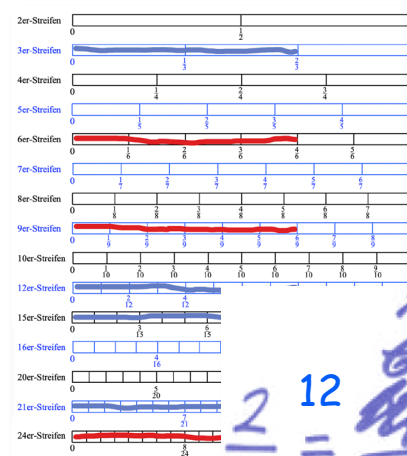 2er-Streifen
0 1/2
3er-Streifen
0 1/3 2/3
4er-Streifen
0 1/4 2/4 3/4
5er-Streifen
0 1/5 2/5 3/5 4/5
6er-Streifen
0 1/6 2/6 3/6 4/6 5/6
7er-Streifen
0 1/7 2/7 3/7 4/7 5/7 6/7
8er-Streifen
0 1/8 2/8 3/8 4/8 5/8 6/8 7/8
9er-Streifen
0 1/9 2/9 3/9 4/9 5/9 6/9 7/9 8/9
10er-Streifen
0 1/10 2/10 3/10 4/10 5/10 6/10 7/10 8/10 9/10
12er-Streifen
0 2/12 4/12
15er-Streifen
0 3/15 6/15
16er-Streifen
0 4/16
20er-Streifen
0 5/20
21er-Streifen
0 7/21
24er-Streifen
0 8/24
12
2 =